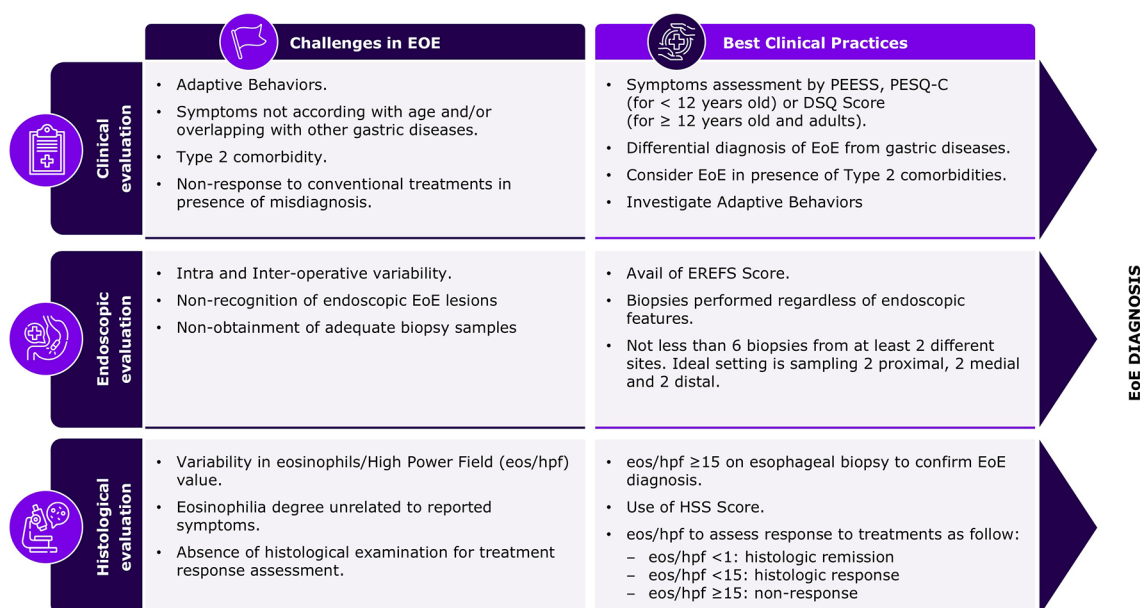 Challenges in EOE
Best Clinical Practices
Clinical
evaluation
• Adaptive Behaviors.
• Symptoms not according with age and/or
overlapping with other gastric diseases.
• Type 2 comorbidity.
• Non-response to conventional treatments in
presence of misdiagnosis.
• Symptoms assessment by PEESS, PESQ-C
(for < 12 years old) or DSQ Score
(for ≥ 12 years old and adults).
• Differential diagnosis of EoE from gastric diseases.
• Consider EoE in presence of Type 2 comorbidities.
• Investigate Adaptive Behaviors
Endoscopic
evaluation
• Intra and Inter-operative variability.
• Non-recognition of endoscopic EoE lesions
• Non-obtainment of adequate biopsy samples
• Avail of EREFS Score.
• Biopsies performed regardless of endoscopic
features.
• Not less than 6 biopsies from at least 2 different
sites. Ideal setting is sampling 2 proximal, 2 medial
and 2 distal.
Histological
evaluation
• Variability in eosinophils/High Power Field (eos/hpf)
value.
• Eosinophilia degree unrelated to reported
symptoms.
• Absence of histological examination for treatment
response assessment.
• eos/hpf ≥15 on esophageal biopsy to confirm EoE
diagnosis.
• Use of HSS Score.
• eos/hpf to assess response to treatments as follow:
– eos/hpf <1: histologic remission
– eos/hpf <15: histologic response
– eos/hpf ≥15: non-response
EoE DIAGNOSIS